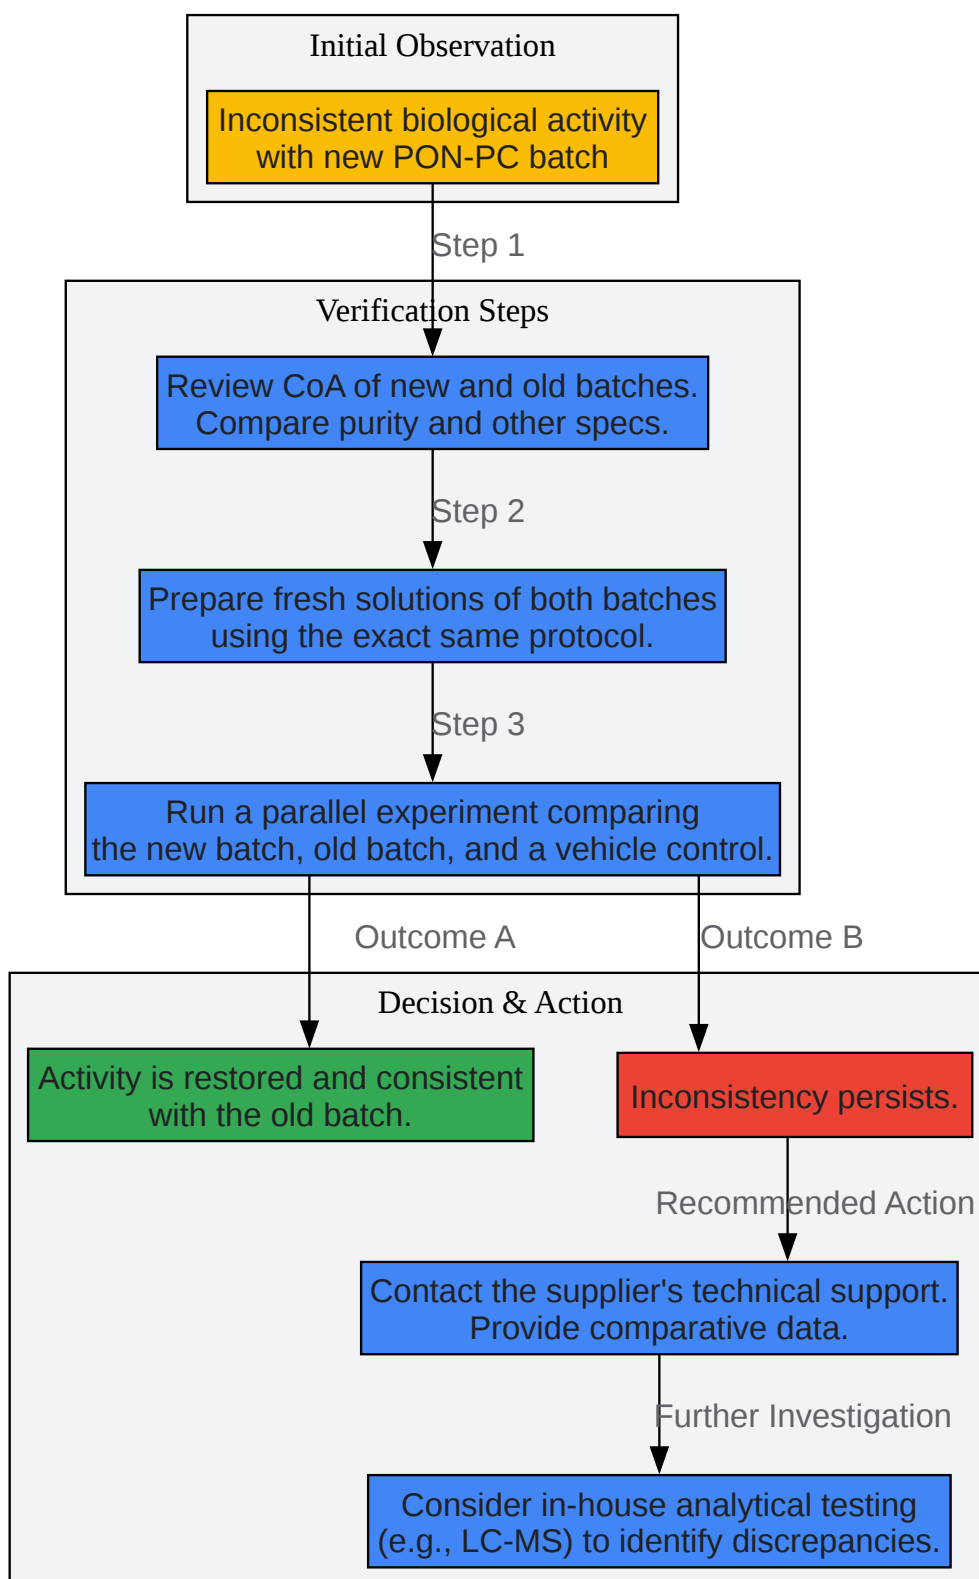 Initial Observation
Inconsistent biological activity
with new PON-PC batch
Step 1
Verification Steps
Review CoA of new and old batches.
Compare purity and other specs.
Step 2
Prepare fresh solutions of both batches
using the exact same protocol.
Step 3
Run a parallel experiment comparing
the new batch, old batch, and a vehicle control.
Outcome A
Outcome B
Decision & Action
Activity is restored and consistent
with the old batch.
Inconsistency persists.
Recommended Action
Contact the supplier's technical support.
Provide comparative data.
Further Investigation
Consider in-house analytical testing
(e.g., LC-MS) to identify discrepancies.